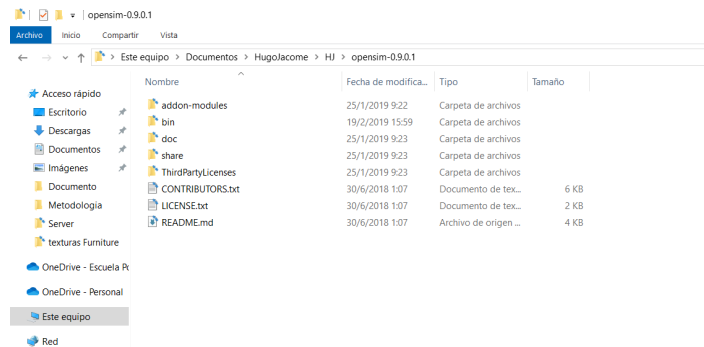 opensim-0.9.0.1
Archivo Inicio Compartir Vista
Este equipo > Documentos > HugoJacome > HJ > opensim-0.9.0.1
Nombre Fecha de modifica... Tipo Tamaño
Acceso rápido
Escritorio
Descargas
Documentos
Imágenes
Documento
Metodologia
Server
texturas Furniture
OneDrive - Escuela Po
OneDrive - Personal
Este equipo
Red
addon-modules 25/1/2019 9:22 Carpeta de archivos
bin 19/2/2019 15:59 Carpeta de archivos
doc 25/1/2019 9:23 Carpeta de archivos
share 25/1/2019 9:23 Carpeta de archivos
ThirdPartyLicenses 25/1/2019 9:23 Carpeta de archivos
CONTRIBUTORS.txt 30/6/2018 1:07 Documento de tex... 6 KB
LICENSE.txt 30/6/2018 1:07 Documento de tex... 2 KB
README.md 30/6/2018 1:07 Archivo de origen ... 4 KB